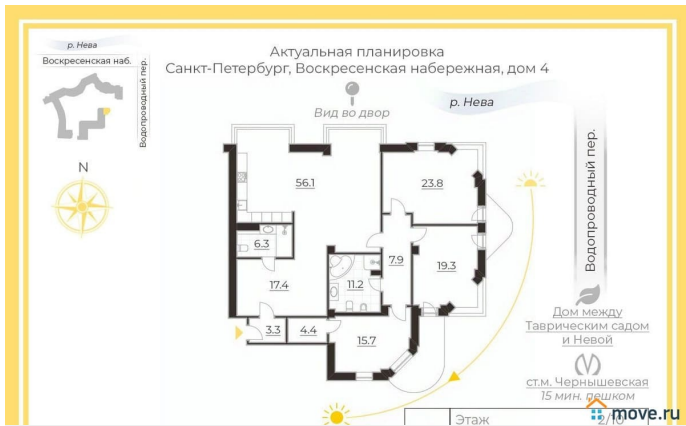 р. Нева
Воскресенская наб.
Водопроводный пер.
N
Актуальная планировка
Санкт-Петербург, Воскресенская набережная, дом 4
Вид во двор
р. Нева
Водопроводный пер.
56.1
23.8
6.3
7.9
19.3
17.4
11.2
3.3
4.4
15.7
Дом между
Таврическим садом
и Невой
ст.м. Чернышевская
15 мин. пешком
Этаж
2/10
move.ru